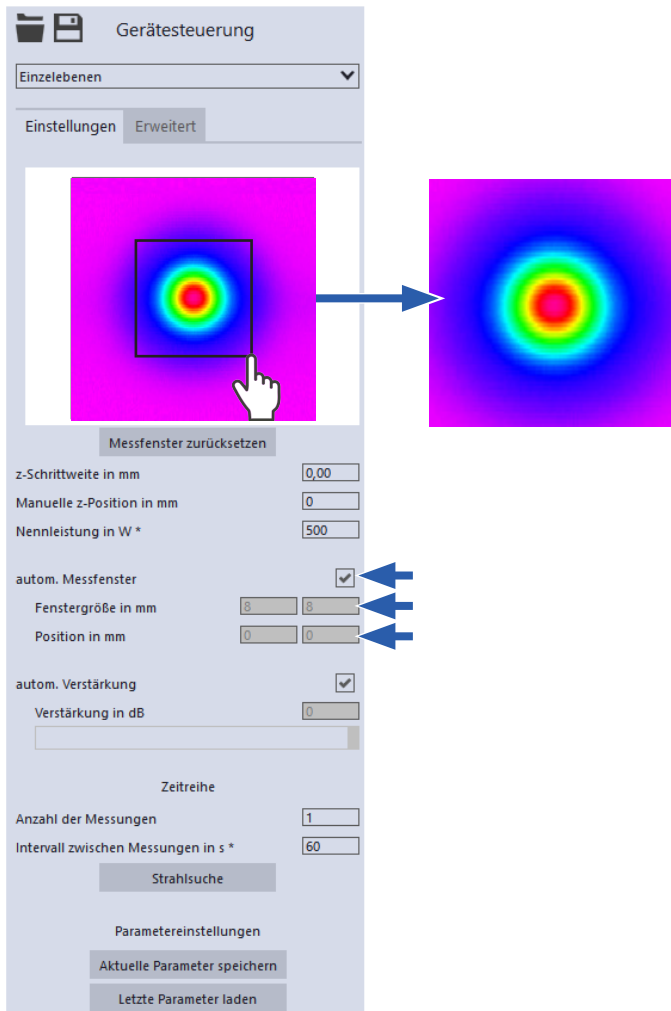 Gerätesteuerung
Einzelebenen
Einstellungen Erweitert
Messfenster zurücksetzen
z-Schrittweite in mm 0,00
Manuelle z-Position in mm 0
Nennleistung in W * 500
autom. Messfenster
Fenstergröße in mm 8 8
Position in mm 0 0
autom. Verstärkung
Verstärkung in dB 0
Zeitreihe
Anzahl der Messungen 1
Intervall zwischen Messungen in s * 60
Strahlsuche
Parametereinstellungen
Aktuelle Parameter speichern
Letzte Parameter laden